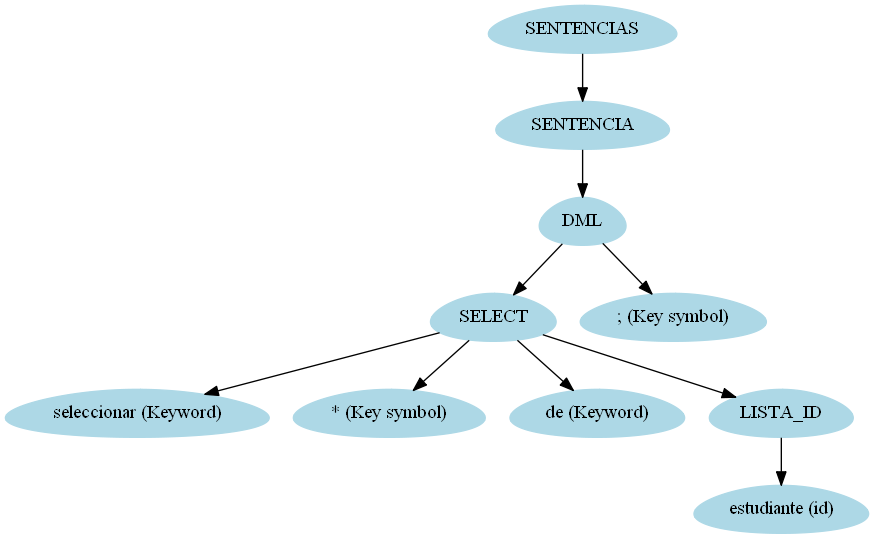 SENTENCIAS
SENTENCIA
DML
SELECT
; (Key symbol)
seleccionar (Keyword)
* (Key symbol)
de (Keyword)
LISTA_ID
estudiante (id)